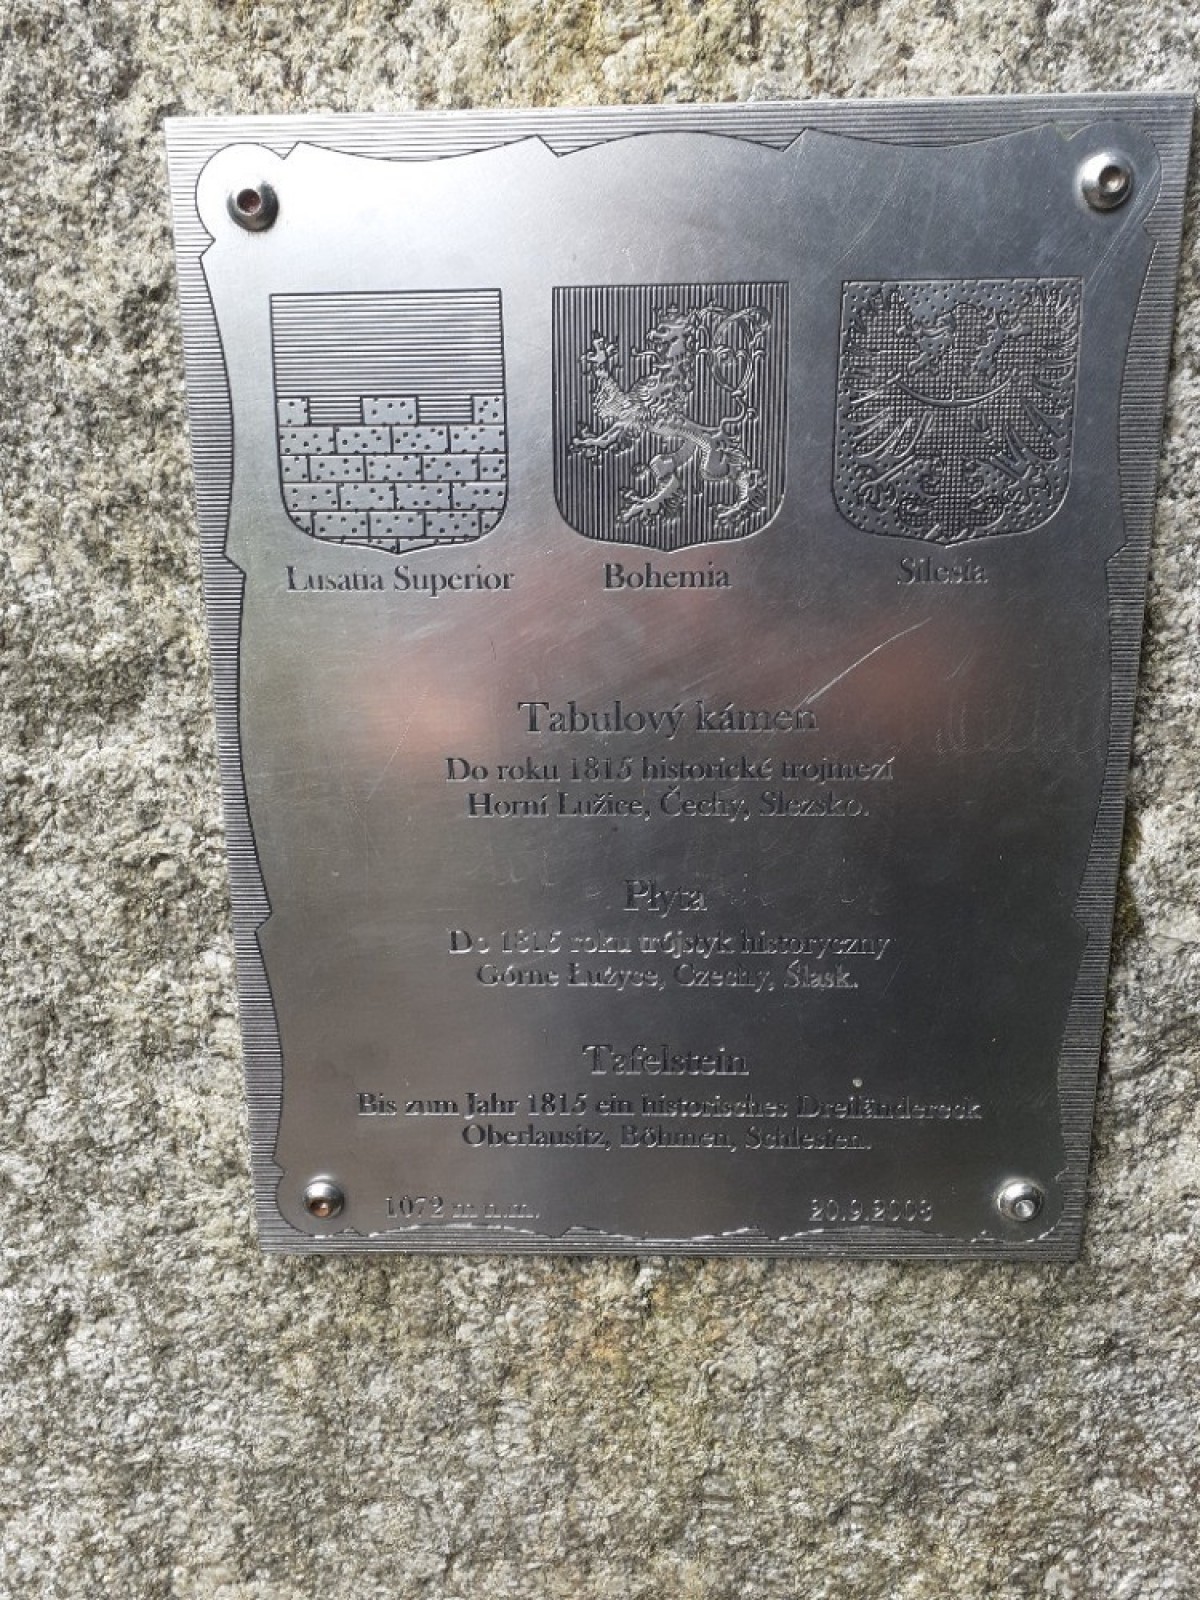 Lusatia Superior
Bohemia
Silesia
Tabulový kámen
Do roku 1815 historické trojmezí
Horní Lužice, Čechy, Slezsko.
Płyta
Do 1815 roku trójstyk historyczny
Górne Łużyce, Czechy, Śląsk.
Tafelstein
Bis zum Jahr 1815 ein historisches Dreiländereck
Oberlausitz, Böhmen, Schlesien.
1072 m n.m.
20.9.2008